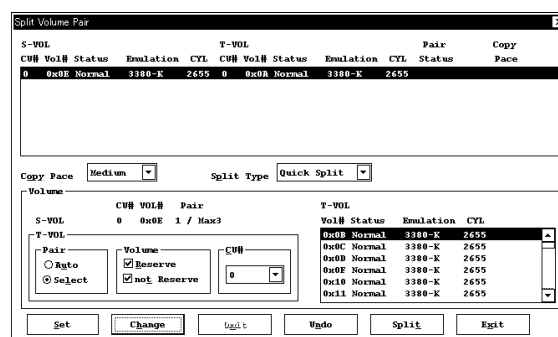 Split Volume Pair
S-VOL T-VOL Pair Copy
CU# Vol# Status Emulation CYL CU# Vol# Status Emulation CYL Status Pace
0 0x0E Normal 3380-K 2655 0 0x0A Normal 3380-K 2655
Copy Pace Medium Split Type Quick Split
Volume
CU# VOL# Pair
S-VOL 0 0x0E 1 / Max3
T-VOL
Pair
Auto
Select
Volume
Reserve
not Reserve
CU#
0
T-VOL
Vol# Status Emulation CYL
0x0B Normal 3380-K 2655
0x0C Normal 3380-K 2655
0x0D Normal 3380-K 2655
0x0F Normal 3380-K 2655
0x10 Normal 3380-K 2655
0x11 Normal 3380-K 2655
Set Change Undo Split Exit